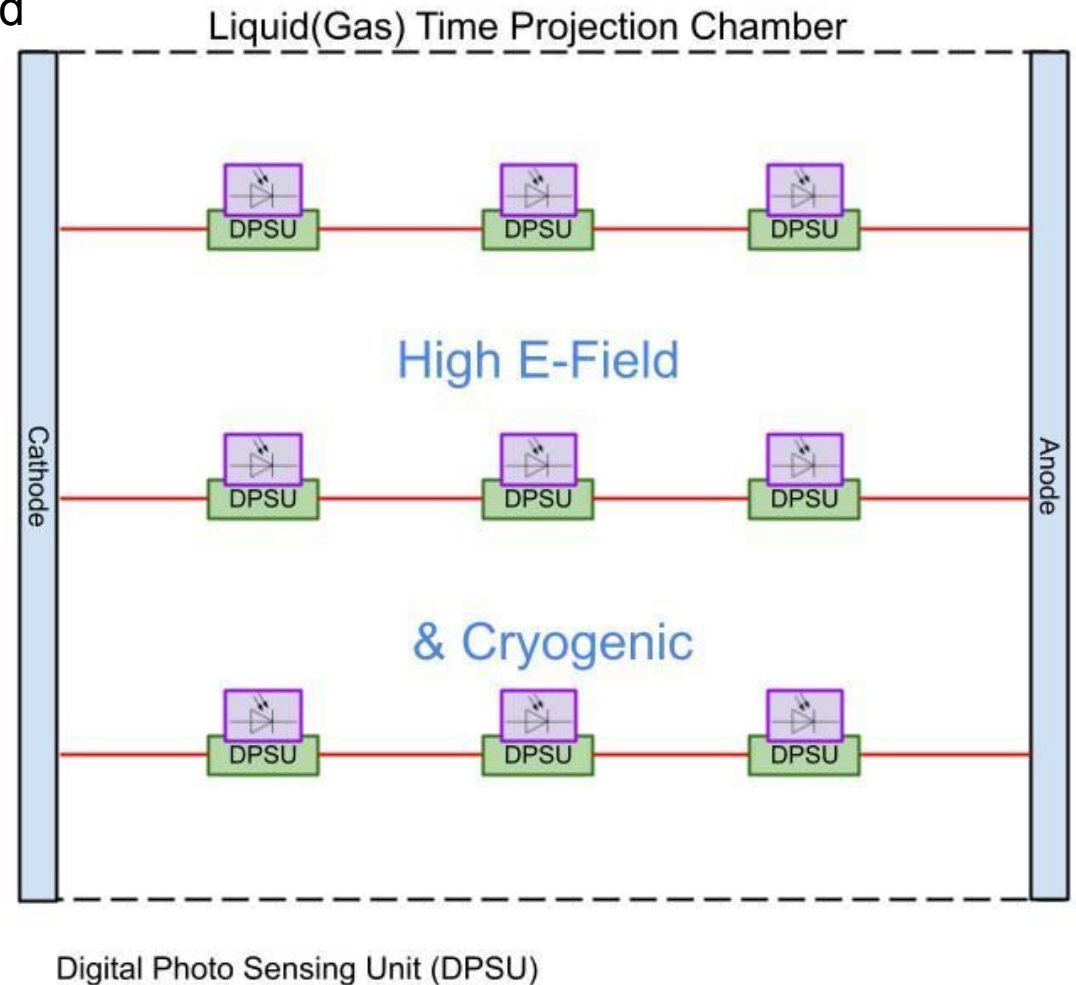 d
Liquid(Gas) Time Projection Chamber
DPSU DPSU DPSU
High E-Field
Cathode
Anode
DPSU DPSU DPSU
& Cryogenic
DPSU DPSU DPSU
Digital Photo Sensing Unit (DPSU)